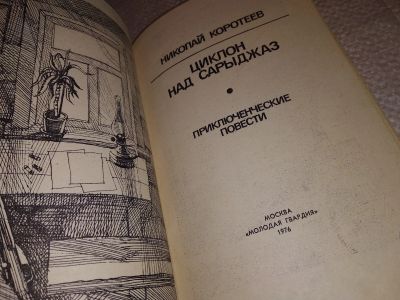 НИКОЛАЙ КОРОТЕЕВ
ЦИКЛОН
НАД САРЫДЖАЗ
ПРИКЛЮЧЕНЧЕСКИЕ
ПОВЕСТИ
МОСКВА
«МОЛОДАЯ ГВАРДИЯ»
1976